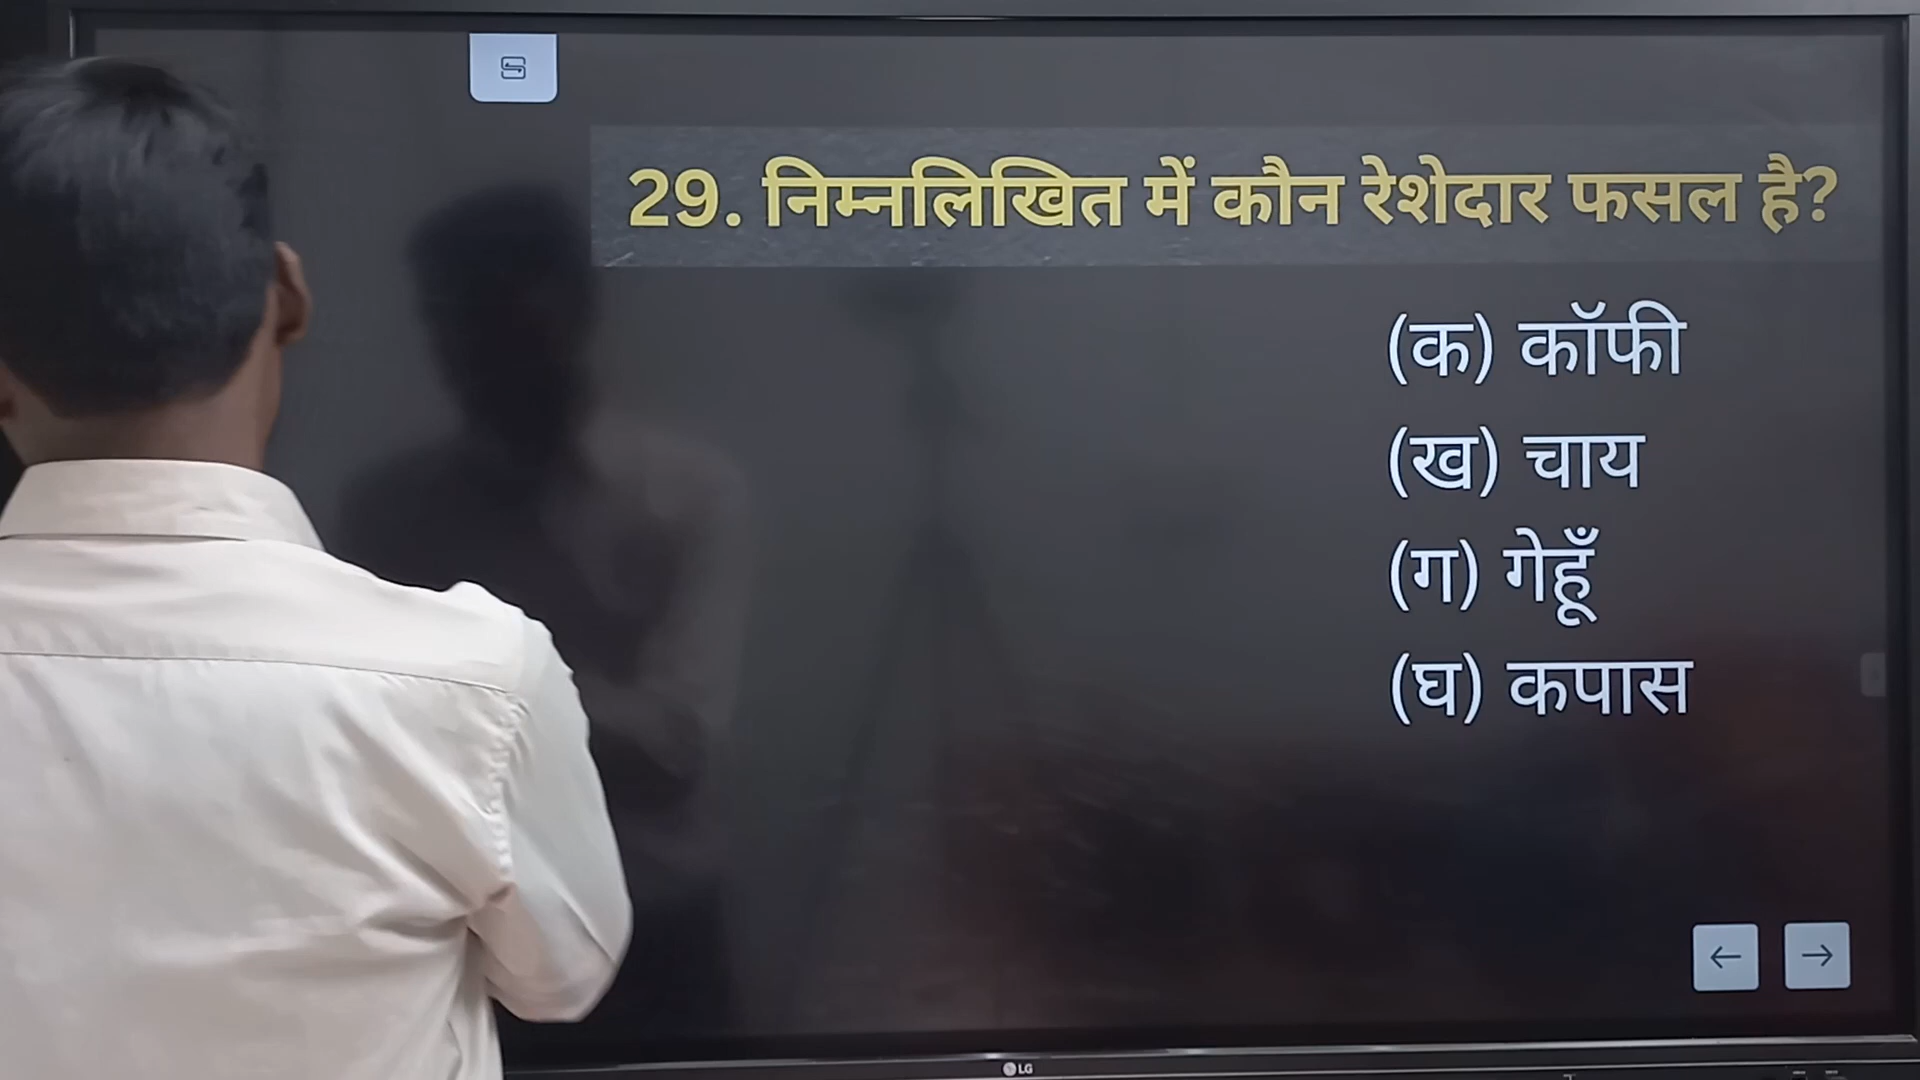 29. निम्नलिखित में कौन रेशेदार फसल है?
(क) कॉफी
(ख) चाय
(ग) गेहूँ
(घ) कपास
LG